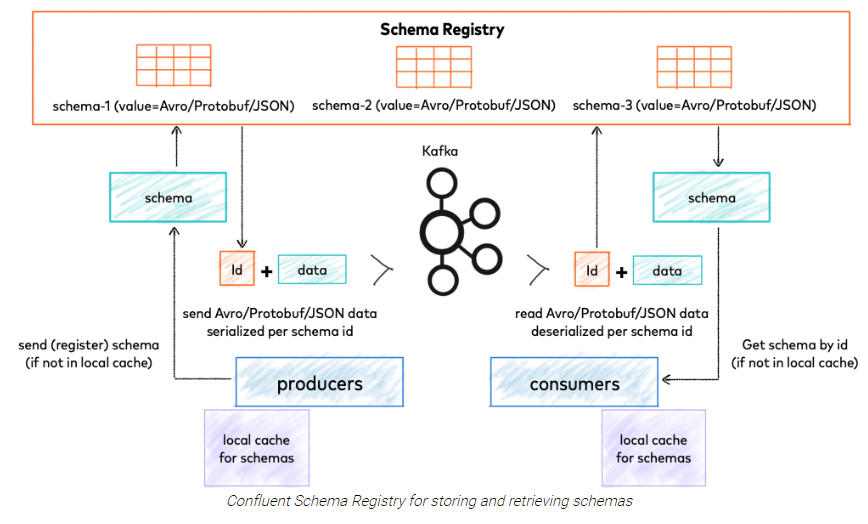 Schema Registry
schema-1 (value=Avro/Protobuf/JSON)
schema-2 (value=Avro/Protobuf/JSON)
schema-3 (value=Avro/Protobuf/JSON)
Kafka
schema
schema
Id + data
Id + data
send Avro/Protobuf/JSON data
serialized per schema id
read Avro/Protobuf/JSON data
deserialized per schema id
send (register) schema
(if not in local cache)
Get schema by id
(if not in local cache)
producers
consumers
local cache
for schemas
local cache
for schemas
Confluent Schema Registry for storing and retrieving schemas